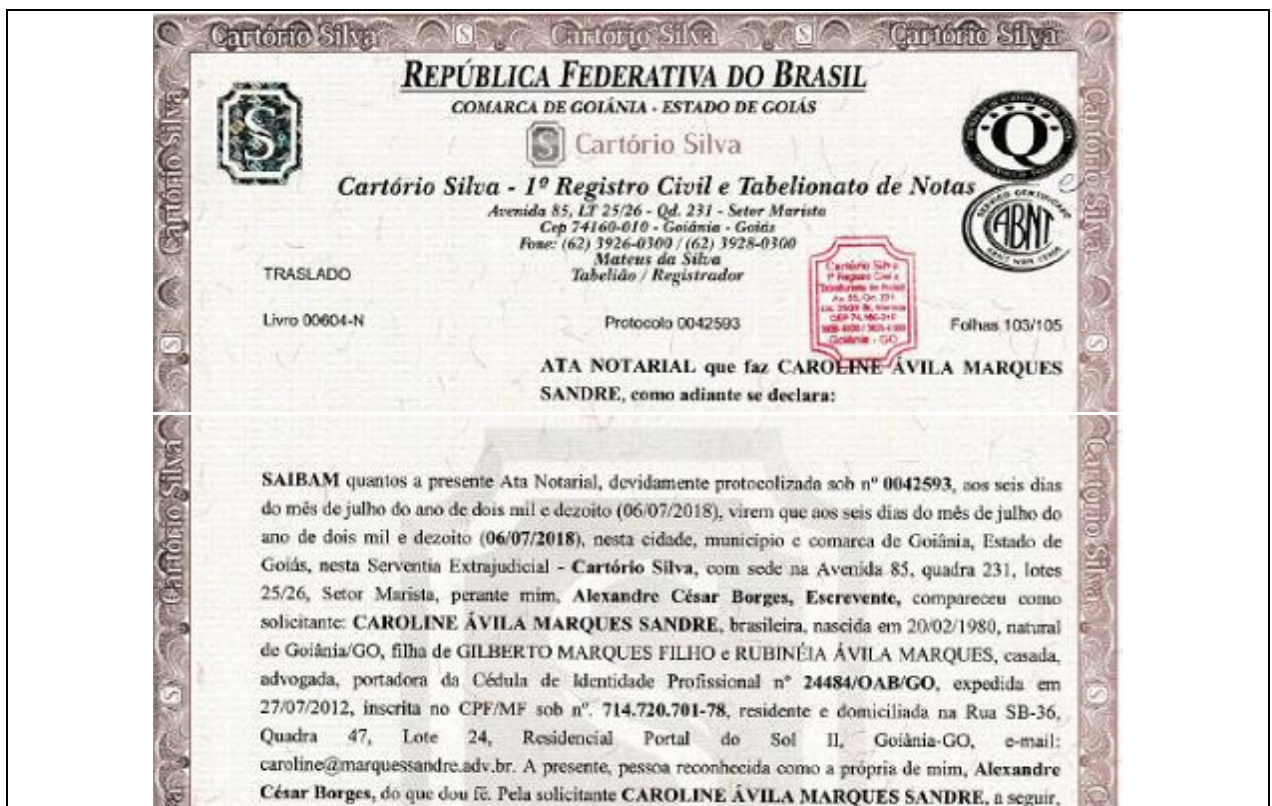 Cartório Silva S Cartório Silva S Cartório Silva
REPÚBLICA FEDERATIVA DO BRASIL
COMARCA DE GOIÂNIA - ESTADO DE GOIÁS
S Cartório Silva
Cartório Silva - 1º Registro Civil e Tabelionato de Notas
Avenida 85, LT 25/26 - Qd. 231 - Setor Marista
Cep 74160-010 - Goiânia - Goiás
Fone: (62) 3926-0300 / (62) 3928-0300
Mateus da Silva
Tabelião / Registrador
S
Q
ABNT
TRASLADO
Cartório Silva
Goiânia - GO
Livro 00604-N Protocolo 0042593 Folhas 103/105
ATA NOTARIAL que faz CAROLINE ÁVILA MARQUES
SANDRE, como adiante se declara:
SAIBAM quantos a presente Ata Notarial, devidamente protocolizada sob nº 0042593, aos seis dias
do mês de julho do ano de dois mil e dezoito (06/07/2018), virem que aos seis dias do mês de julho do
ano de dois mil e dezoito (06/07/2018), nesta cidade, município e comarca de Goiânia, Estado de
Goiás, nesta Serventia Extrajudicial - Cartório Silva, com sede na Avenida 85, quadra 231, lotes
25/26, Setor Marista, perante mim, Alexandre César Borges, Escrevente, compareceu como
solicitante: CAROLINE ÁVILA MARQUES SANDRE, brasileira, nascida em 20/02/1980, natural
de Goiânia/GO, filha de GILBERTO MARQUES FILHO e RUBINÉIA ÁVILA MARQUES, casada,
advogada, portadora da Cédula de Identidade Profissional nº 24484/OAB/GO, expedida em
27/07/2012, inscrita no CPF/MF sob nº. 714.720.701-78, residente e domiciliada na Rua SB-36,
Quadra 47, Lote 24, Residencial Portal do Sol II, Goiânia-GO, e-mail:
caroline@marquessandre.adv.br. A presente, pessoa reconhecida como a própria de mim, Alexandre
César Borges, do que dou fé. Pela solicitante CAROLINE ÁVILA MARQUES SANDRE, a seguir,